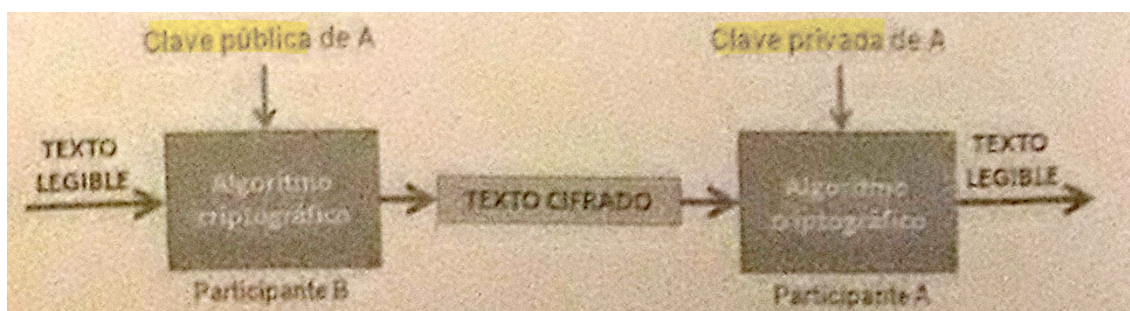 Clave pública de A
Clave privada de A
TEXTO
LEGIBLE
Algoritmo
criptográfico
TEXTO CIFRADO
Algoritmo
criptográfico
TEXTO
LEGIBLE
Participante B
Participante A